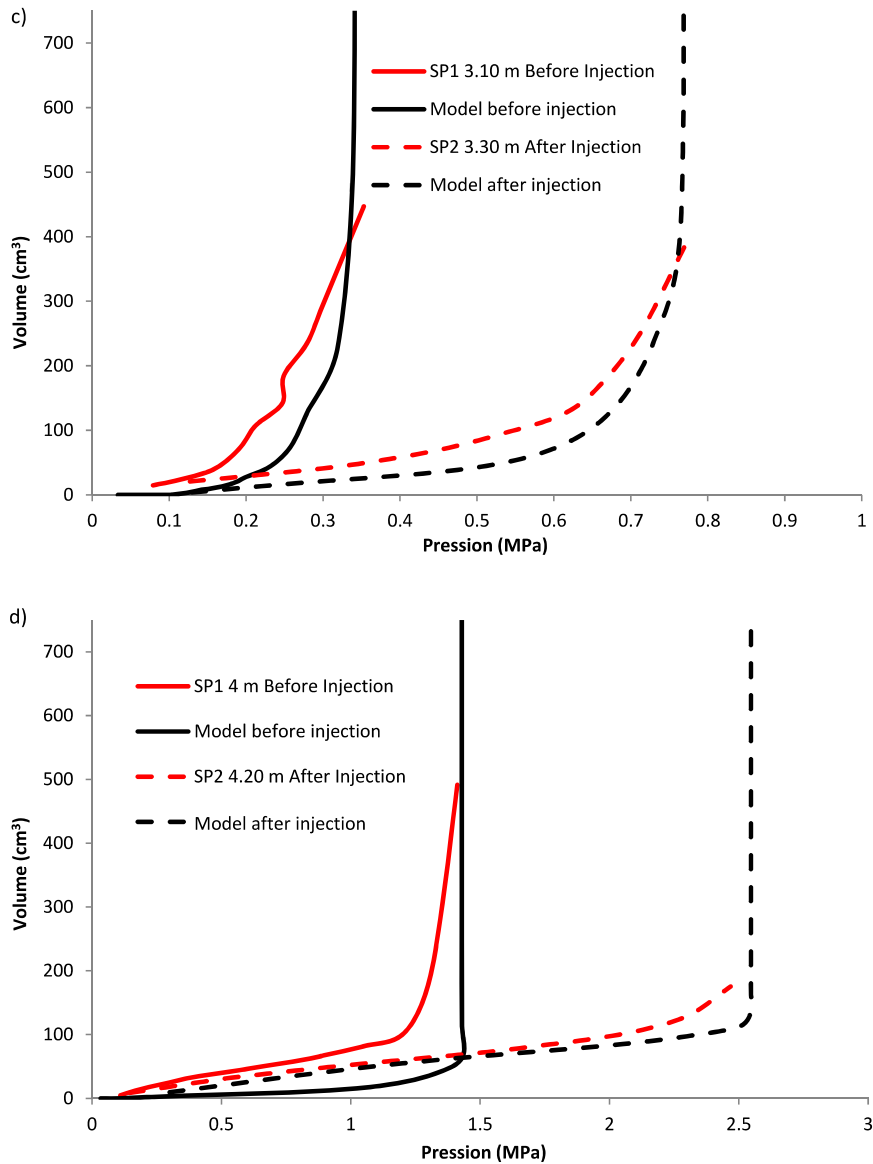 c)
700
600
500
400
300
200
100
0
Volume (cm³)
SP1 3.10 m Before Injection
Model before injection
SP2 3.30 m After Injection
Model after injection
0 0.1 0.2 0.3 0.4 0.5 0.6 0.7 0.8 0.9 1
Pression (MPa)
d)
700
600
500
400
300
200
100
0
Volume (cm³)
SP1 4 m Before Injection
Model before injection
SP2 4.20 m After Injection
Model after injection
0 0.5 1 1.5 2 2.5 3
Pression (MPa)